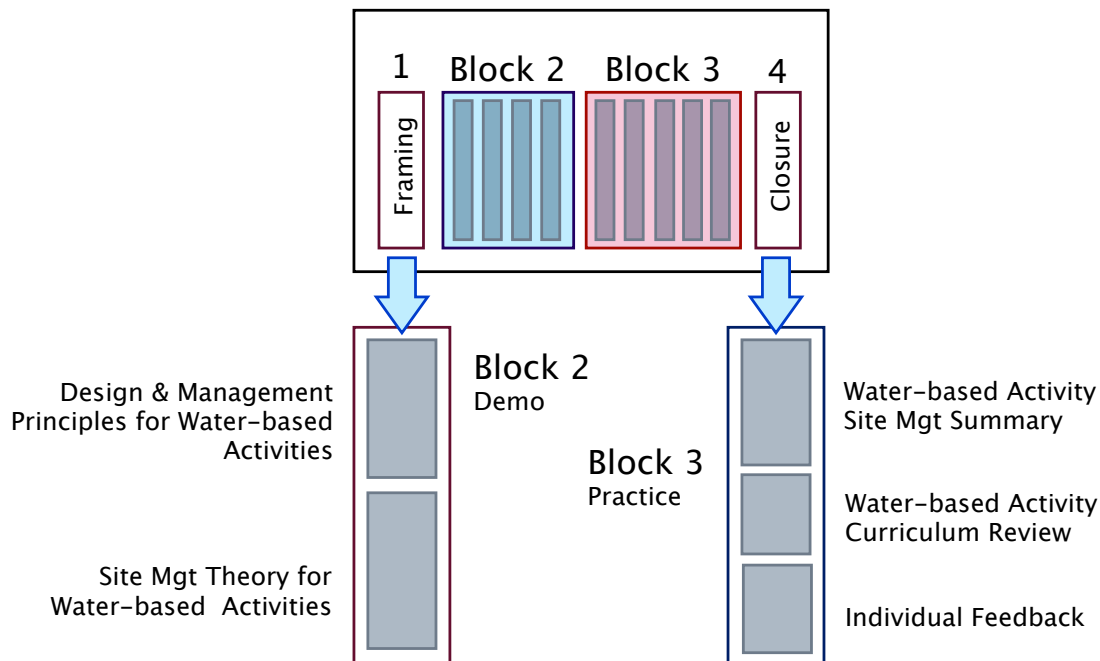 1
Block 2
Block 3
4
Framing
Closure
Design & Management
Principles for Water-based
Activities
Site Mgt Theory for
Water-based  Activities
Block 2
Demo
Block 3
Practice
Water-based Activity
Site Mgt Summary
Water-based Activity
Curriculum Review
Individual Feedback